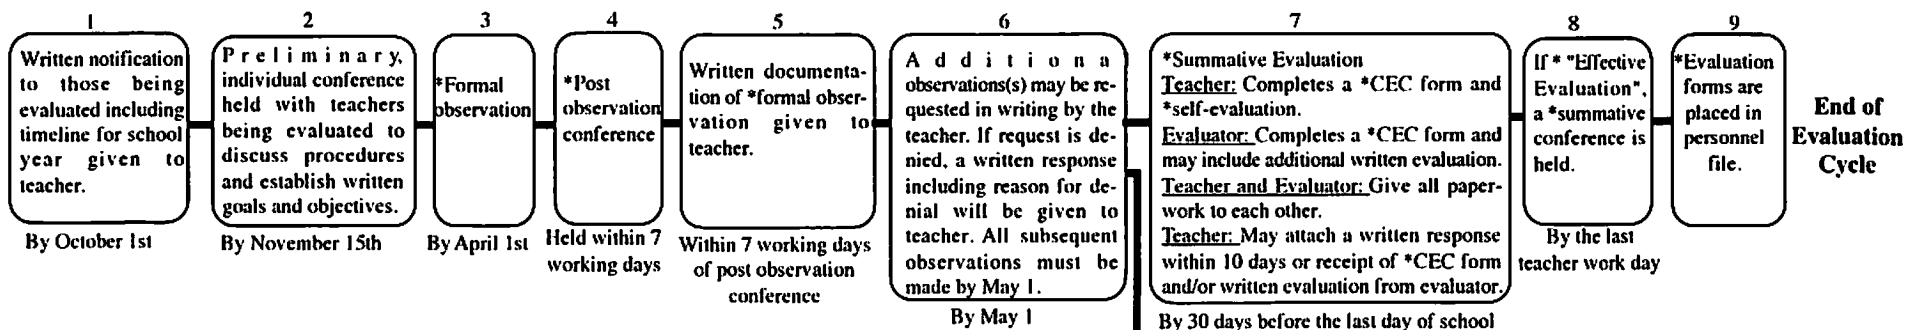 1
Written notification
to those being
evaluated including
timeline for school
year given to
teacher.
By October 1st
2
Preliminary,
individual conference
held with teachers
being evaluated to
discuss procedures
and establish written
goals and objectives.
By November 15th
3
*Formal
observation
By April 1st
4
*Post
observation
conference
Held within 7
working days
5
Written documenta-
tion of *formal obser-
vation given to
teacher.
Within 7 working days
of post observation
conference
6
Additiona
observations(s) may be re-
quested in writing by the
teacher. If request is de-
nied, a written response
including reason for de-
nial will be given to
teacher. All subsequent
observations must be
made by May 1.
By May 1
7
*Summative Evaluation
Teacher: Completes a *CEC form and
*self-evaluation.
Evaluator: Completes a *CEC form and
may include additional written evaluation.
Teacher and Evaluator: Give all paper-
work to each other.
Teacher: May attach a written response
within 10 days or receipt of *CEC form
and/or written evaluation from evaluator.
By 30 days before the last day of school
8
If * "Effective
Evaluation",
a *summative
conference is
held.
By the last
teacher work day
9
*Evaluation
forms are
placed in
personnel
file.
End of
Evaluation
Cycle